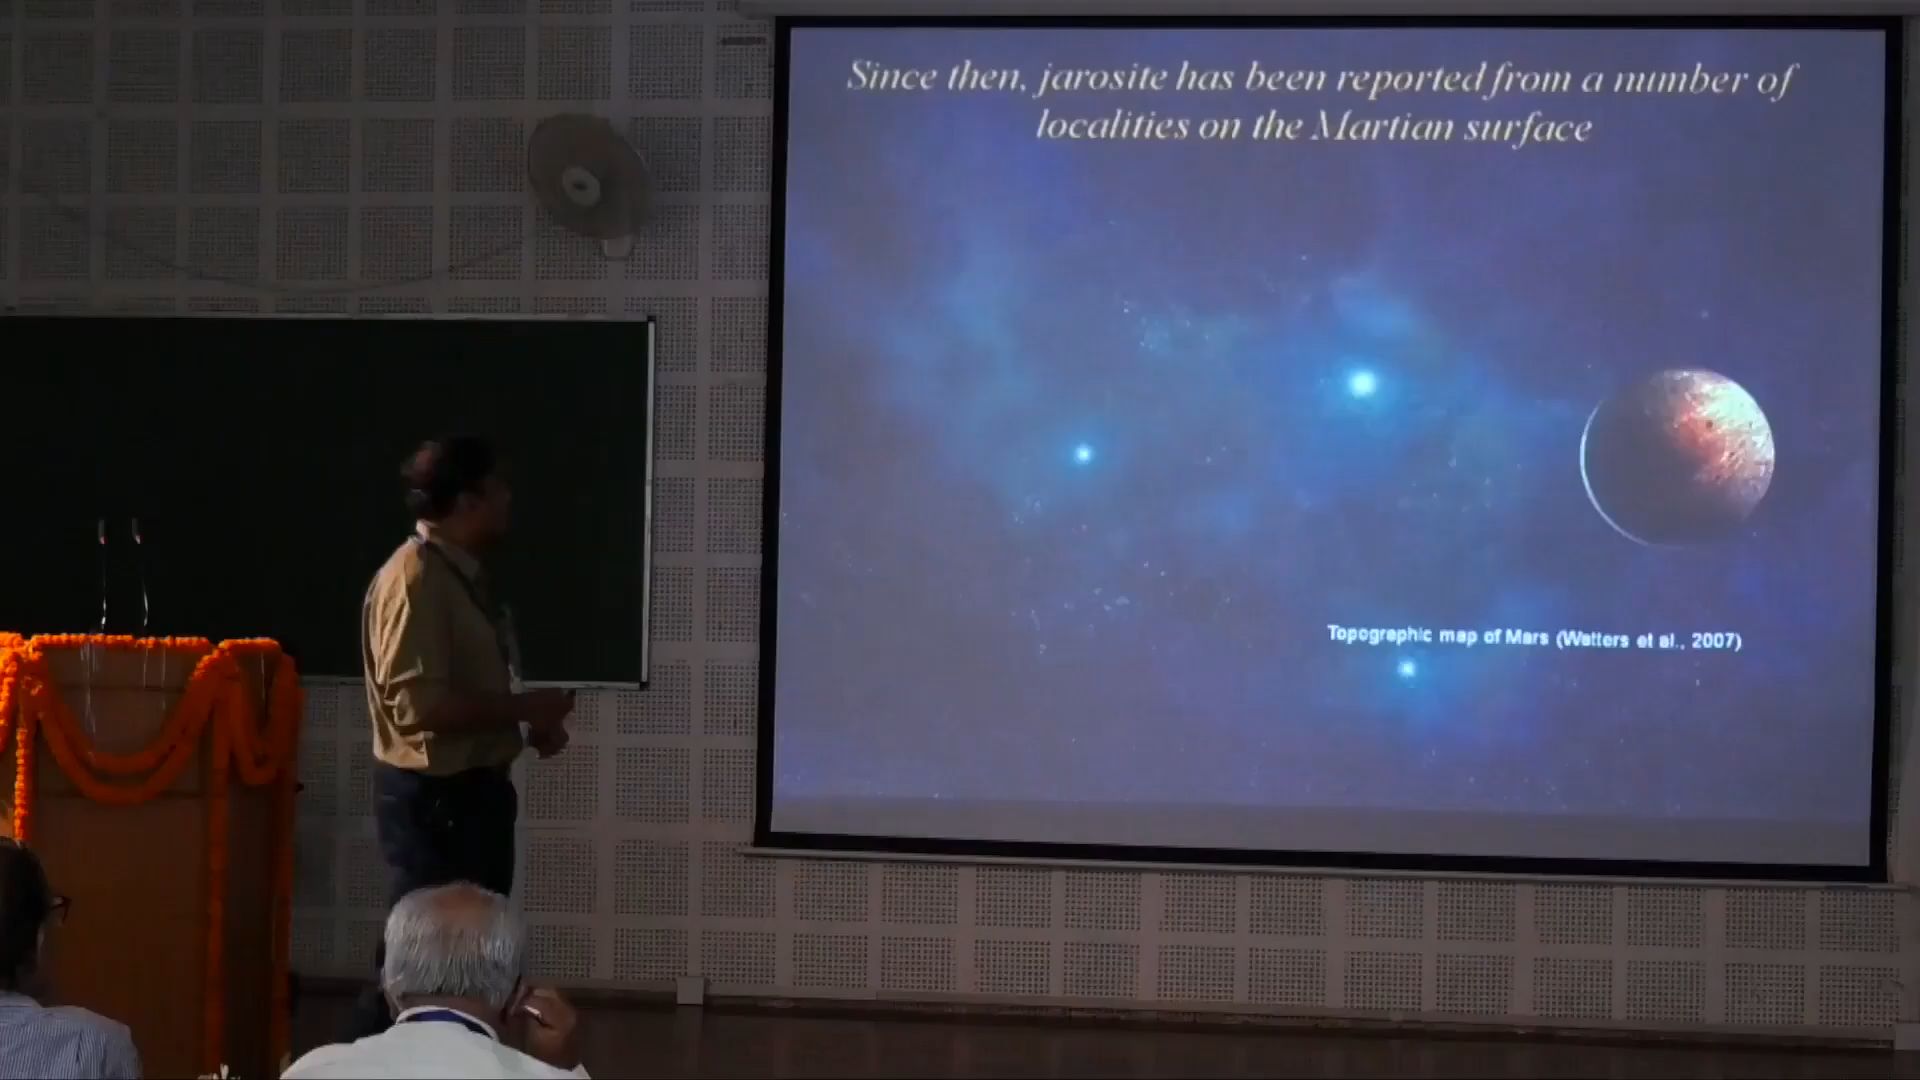 Since then, jarosite has been reported from a number of
localities on the Martian surface
Topographic map of Mars (Watters et al., 2007)